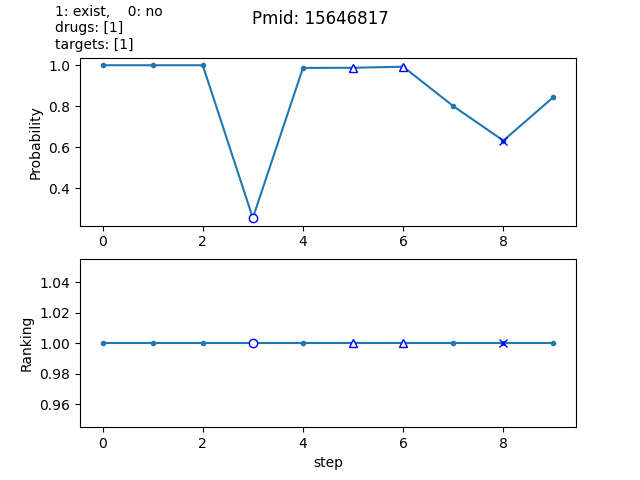 1: exist,    0: no
drugs: [1]
targets: [1]
Pmid: 15646817
Probability
1.0
0.8
0.6
0.4
0 2 4 6 8
Ranking
1.04
1.02
1.00
0.98
0.96
0 2 4 6 8
step